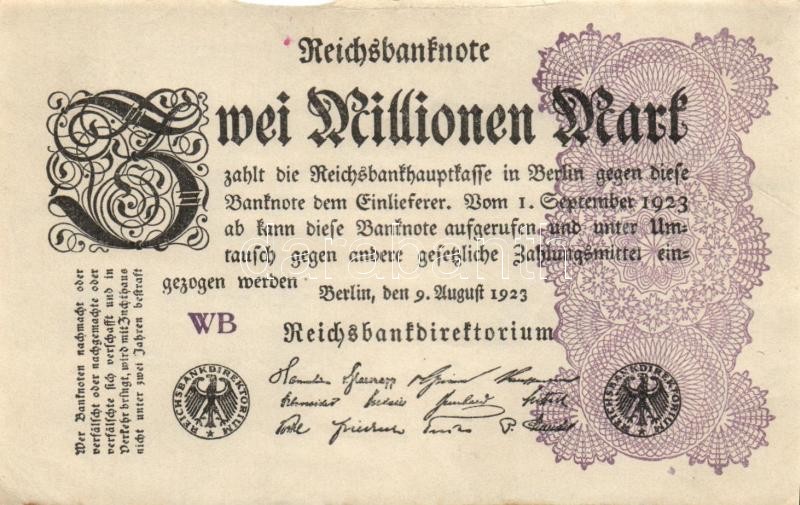 Reichsbanknote
Zwei Millionen Mark
zahlt die Reichsbankhauptkasse in Berlin gegen diese
Banknote dem Einlieferer. Vom 1. September 1923
ab kann diese Banknote aufgerufen und unter Um-
tausch gegen andere gesetzliche Zahlungsmittel ein-
gezogen werden
Berlin, den 9. August 1923
Reichsbankdirektorium
WB
Wer Banknoten nachmacht oder
verfälscht oder nachgemachte oder
verfälschte sich verschafft und in
Verkehr bringt, wird mit Zuchthaus
nicht unter zwei Jahren bestraft
REICHSBANKDIREKTORIUM
REICHSBANKDIREKTORIUM
darabanth